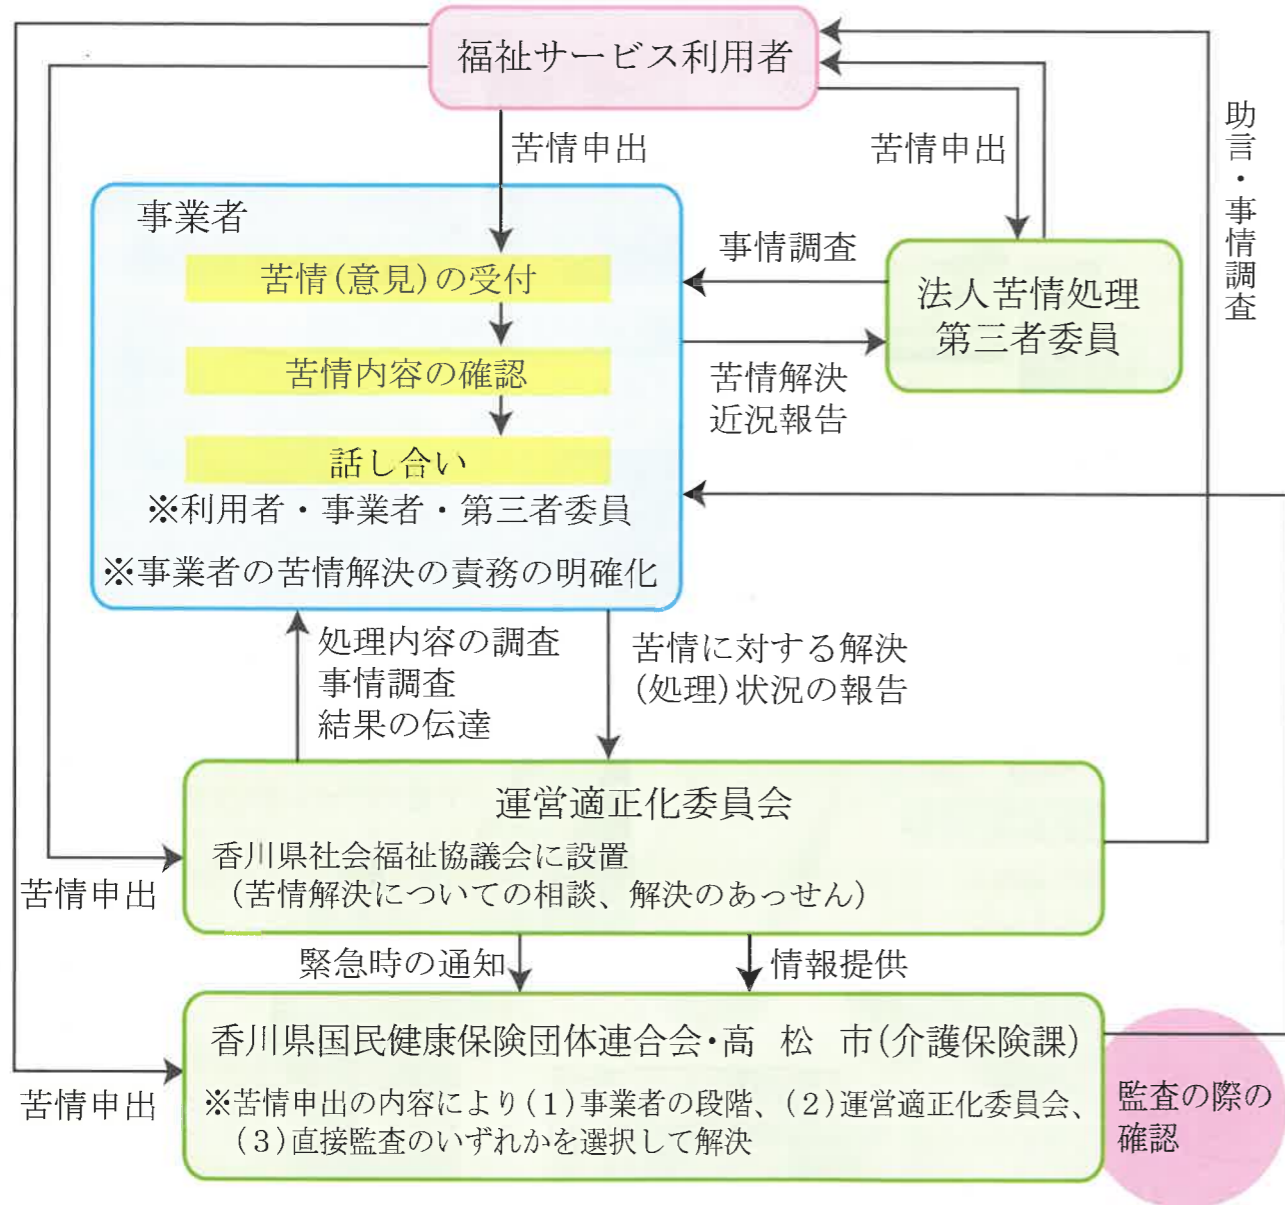 福祉サービス利用者
苦情申出
苦情申出
助言・事情調査
事業者
苦情(意見)の受付
苦情内容の確認
話し合い
※利用者・事業者・第三者委員
※事業者の苦情解決の責務の明確化
事情調査
苦情解決
近況報告
法人苦情処理
第三者委員
処理内容の調査
事情調査
結果の伝達
苦情に対する解決
(処理)状況の報告
運営適正化委員会
香川県社会福祉協議会に設置
(苦情解決についての相談、解決のあっせん)
苦情申出
緊急時の通知
情報提供
香川県国民健康保険団体連合会・高 松 市(介護保険課)
※苦情申出の内容により(1)事業者の段階、(2)運営適正化委員会、
(3)直接監査のいずれかを選択して解決
苦情申出
監査の際の
確認